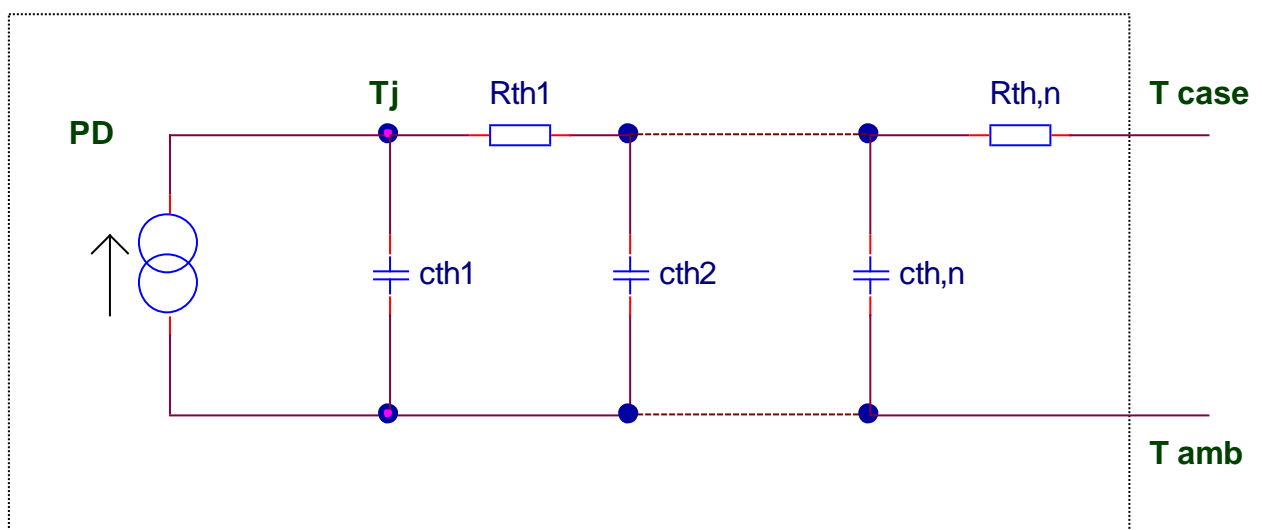 Tj
Rth1
Rth,n
T case
PD
cth1
cth2
cth,n
T amb